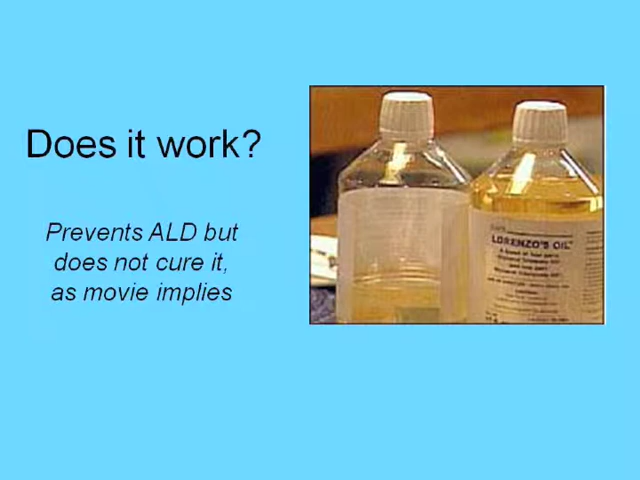 Does it work?
Prevents ALD but
does not cure it,
as movie implies
LORENZO'S OIL